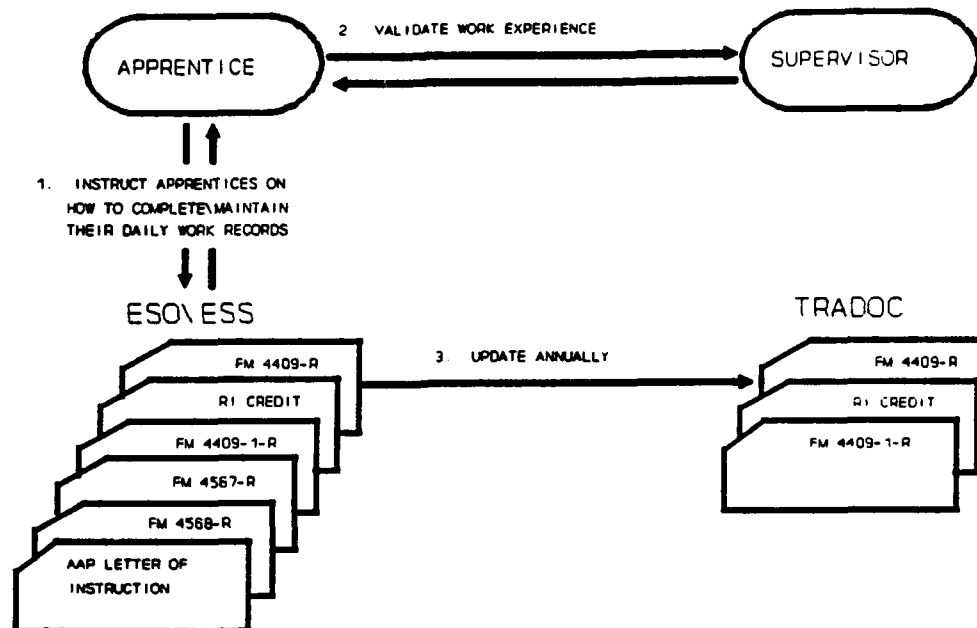 2 VALIDATE WORK EXPERIENCE
APPRENTICE
SUPERVISOR
1. INSTRUCT APPRENTICES ON
HOW TO COMPLETE\MAINTAIN
THEIR DAILY WORK RECORDS
ESO\ESS
TRADOC
3. UPDATE ANNUALLY
FM 4409-R
RI CREDIT
FM 4409-1-R
FM 4567-R
FM 4568-R
AAP LETTER OF
INSTRUCTION
FM 4409-R
RI CREDIT
FM 4409-1-R